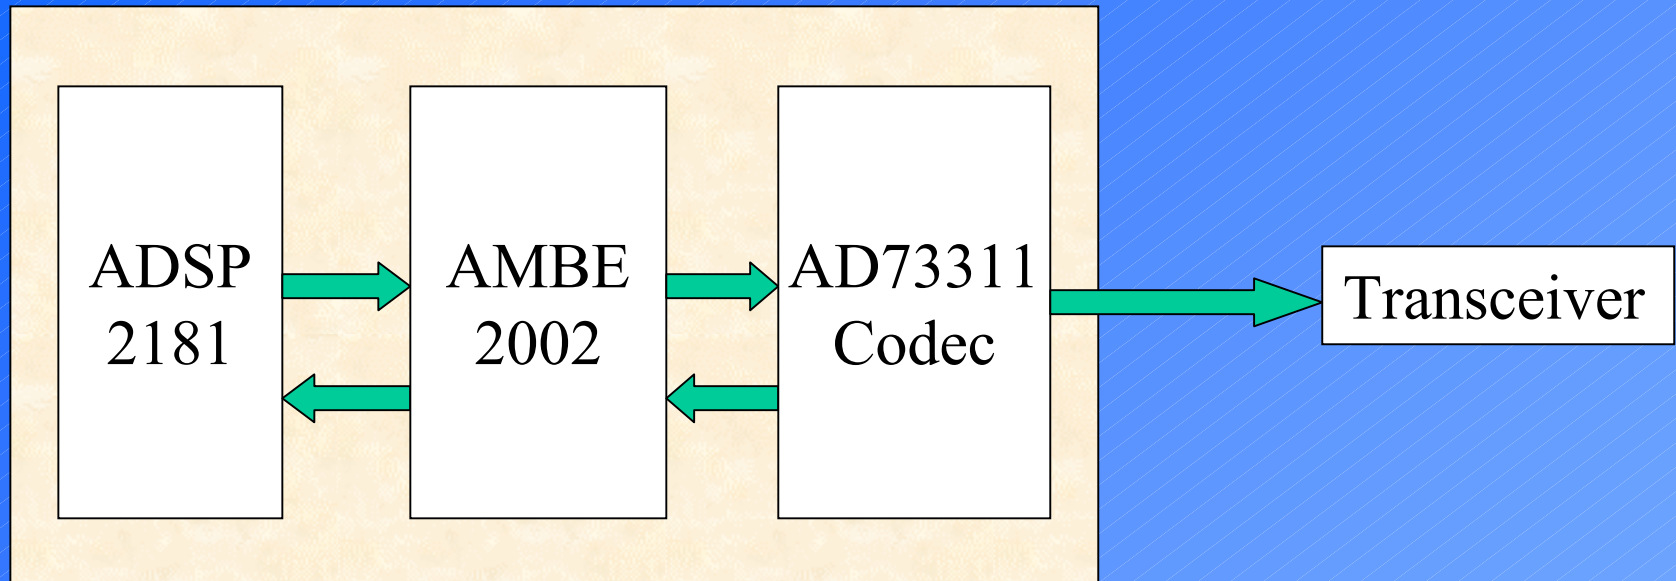 ADSP
2181
AMBE
2002
AD73311
Codec
Transceiver